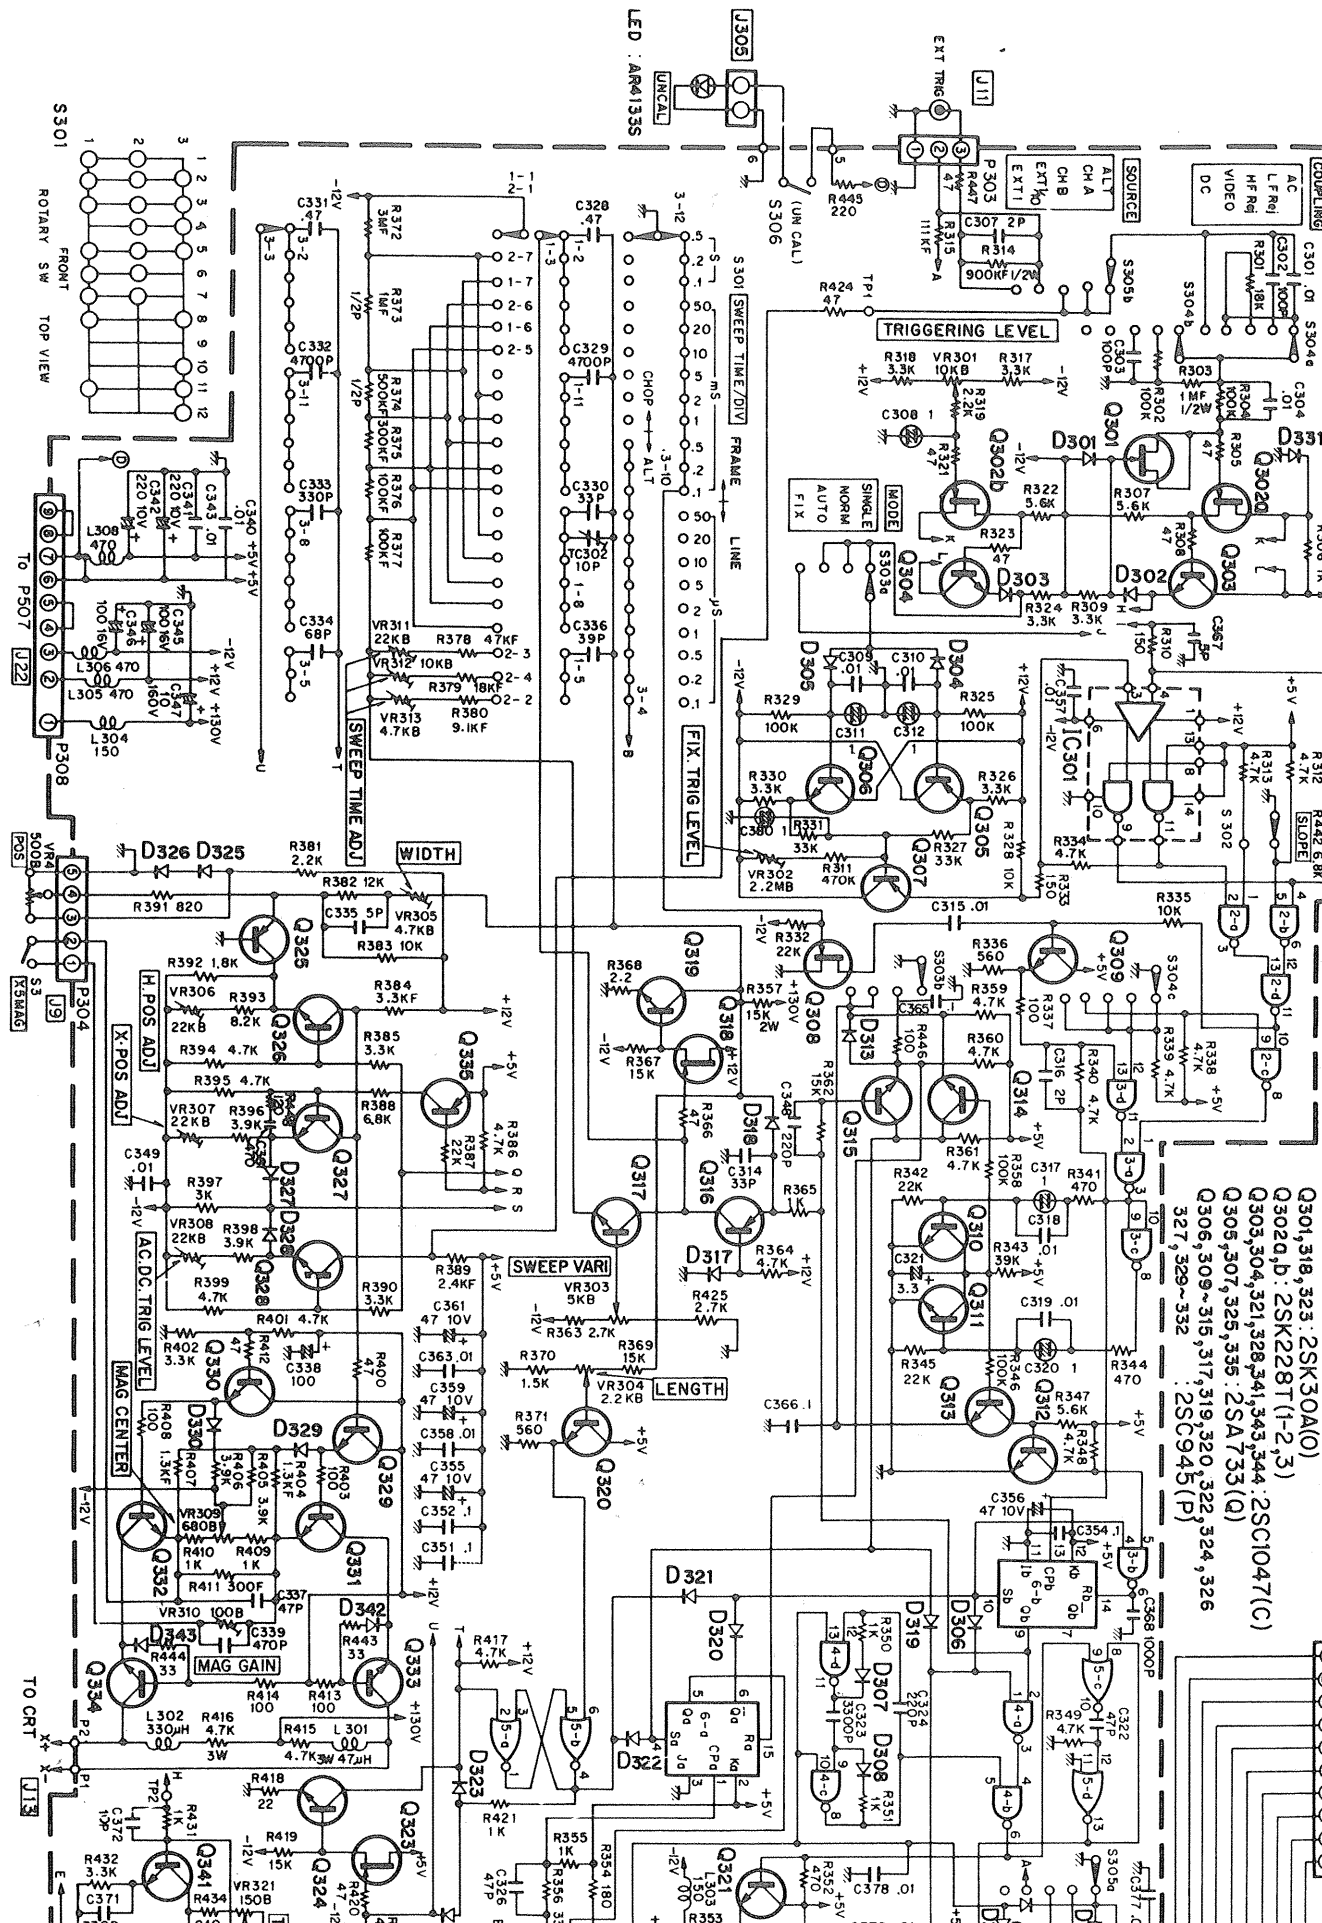 COUPLING
AC
LF Rej
HF Rej
VIDEO
DC
SOURCE
ALT
CH A
CH B
EXT 1/10
EXT 1
J11
EXT TRIG
P303
J305
UNCAL
LED : AR4133S
S306
(UN CAL)
R445
220
R447
47
C307 2P
R315
111KF
R314
900KF 1/2W
S305b
S304b
S304a
C301 .01
C302 100P
R301 18K
C303
100P
R302
100K
R303
1MF
1/2W
R304
100K
C304
.01
R305
47
TP1
R424
47
TRIGGERING LEVEL
R318
3.3K
VR301
10KB
R317
3.3K
+12V
-12V
R319
2.2K
C308 1
R321
47
Q301
Q302a
Q302b
D301
D331
R322
5.6K
R307
5.6K
R323
47
R308
47
Q303
Q304
D303
D302
R324
3.3K
R309
3.3K
MODE
SINGLE
NORM
AUTO
FIX
S303a
S301
SWEEP TIME/DIV
FRAME
LINE
CHOP
ALT
S301
ROTARY SW
FRONT
TOP VIEW
C331
.47
-12V
R372
3MF
C328
.47
R373
1MF
1/2P
C332
4700P
C329
4700P
R374
500KF
1/2P
R375
300KF
R376
100KF
R377
100KF
C333
330P
C330
33P
TC302
10P
C334
68P
C336
39P
VR311
22KB
R378
47KF
VR312 10KB
R379 18KF
VR313
4.7KB
R380
9.1KF
SWEEP TIME ADJ
C340
C343 .01
C341
220 10V
C342
220 10V
+5V +5V
L308
470
To P507
J22
P308
C345
100 16V
C346
100 16V
C347
10
160V
L306 470
L305 470
L304
150
-12V
+12V
+130V
R310
150
C367
5P
C357
.01
IC301
+5V
R313
4.7K
R312
4.7K
R442 6.8K
SLOPE
S302
D305
D304
C309
.01
C310
.01
R329
100K
R325
100K
C311
1
C312
1
Q306
Q305
R330
3.3K
R326
3.3K
C380 1
R331
33K
R327
33K
R328 10K
Q307
VR302
2.2MB
R311
470K
FIX. TRIG LEVEL
R334
4.7K
R333
150
C315 .01
R335
10K
VR4
500B
POS
S3
X5MAG
J9
P304
D326 D325
R381
2.2K
R391 820
R382 12K
C335 5P
WIDTH
VR305
4.7KB
R383 10K
Q325
R392 1.8K
VR306
22KB
R393
8.2K
Q326
R384
3.3KF
R394 4.7K
R385
3.3K
R395 4.7K
H. POS ADJ
X. POS ADJ
VR307
22KB
R396
3.9K
R388
6.8K
Q335
R386
4.7K
R387
22K
C349
.01
R397
3K
D327
Q327
VR308
22KB
R398
3.9K
D328
Q328
R399
4.7K
R390
3.3K
R389
2.4KF
AC.DC. TRIG LEVEL
R401 4.7K
R402
3.3K
C338
100
R412
47
R400
47
Q330
MAG CENTER
R332
22K
Q308
Q319
R368
2.2
R357
15K
2W
+130V
Q318
R367
15K
R366
47
D318
C314
33P
C348
220P
R362
15K
Q317
Q316
R365
1K
D317
R364
4.7K
SWEEP VARI
VR303
5KB
R425
2.7K
R363 2.7K
R370
1.5K
R369
15K
VR304
2.2KB
LENGTH
R371
560
Q320
Q309
R336
560
R359
4.7K
S303b
C365
D313
R446
100
R360
4.7K
R337
100
S304c
C316 2P
R340 4.7K
R339 4.7K
R338
4.7K
Q314
Q315
R361
4.7K
R358
100K
R342
22K
C317
1
R341
470
C318
.01
Q310
C321
3.3
R343
39K
Q311
C319 .01
C320 1
R344
470
R345
22K
R346
100K
Q313
R347
5.6K
Q312
R348
4.7K
C366 .1
Q301,318,323:2SK30A(O)
Q302a,b:2SK228T(1-2,3)
Q303,304,321,328,341,343,344:2SC1047(C)
Q305,307,325,335:2SA733(Q)
Q306,309~315,317,319,320,322,324,326
327,329~332 :2SC945(P)
C361
47 10V
C363 .01
C359
47 10V
C358 .01
C355
47 10V
C352 .1
C351 .1
R408
100
D330
D329
R407
1.3KF
R406
3.9K
R405 3.9K
R404
1.3KF
R403
100
Q329
VR309
680B
R410
1K
R409
1K
Q332
Q331
R411 300F
C337
47P
VR310 100B
C339
470P
D342
R443
33
D343
R444
33
MAG GAIN
Q334
Q333
R414
100
R413
100
L302
330μH
R416
4.7K
3W
R415
4.7K
3W
L301
47μH
TO CRT
J13
X+
X-
P2
P1
TP2
R431
1K
C372
10P
R432
3.3K
C371
Q341
R434
VR321
150B
R418
22
R419
15K
Q324
Q323
R420
47
R417
4.7K
5-a
5-b
D323
R421
1K
D321
D320
D322
6-a
D319
D306
R350
1K
4-d
D307
C323
3300P
C324
220P
D308
4-c
R351
1K
C356
47 10V
C354 .1
6-b
3-b
C368 1000P
5-c
C322
47P
R349
4.7K
4-a
4-b
5-d
R355
1K
R354 180
C326
47P
R356
L303
150
R353
Q321
R352
470
C378 .01
S305a
C377